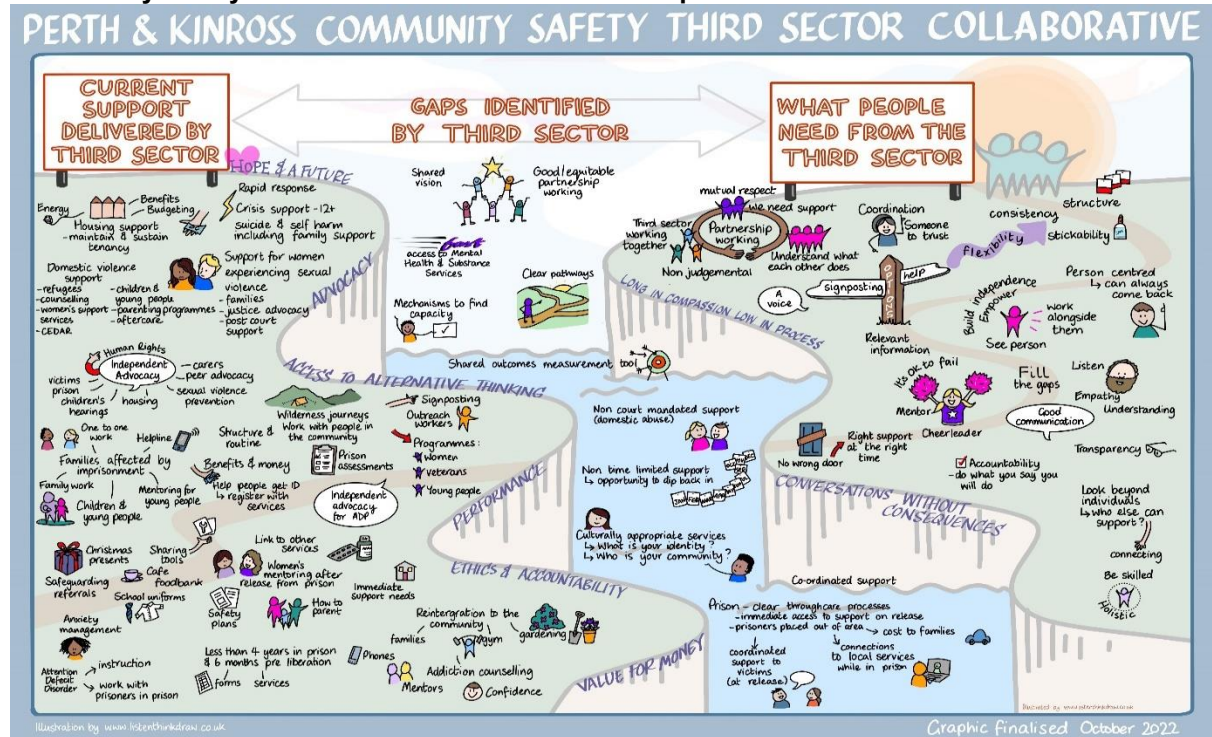 PERTH & KINROSS COMMUNITY SAFETY THIRD SECTOR COLLABORATIVE
CURRENT
SUPPORT
DELIVERED BY
THIRD SECTOR
GAPS IDENTIFIED
BY THIRD SECTOR
WHAT PEOPLE
NEED FROM THE
THIRD SECTOR
HOPE & A FUTURE
Energy
Benefits
Budgeting
Housing support
- maintain & sustain
tenancy
Rapid response
Crisis support -12+
suicide & self harm
including family support
Domestic violence
support
- refugees
- counselling
- women's support
services
- CEDAR
- children &
young people
- parenting programmes
- aftercare
Support for women
experiencing sexual
violence
- families
- justice advocacy
- post court
support
ADVOCACY
Human Rights
Independent
Advocacy
victims
prison
children's
hearings
housing
carers
peer advocacy
sexual violence
prevention
ACCESS TO ALTERNATIVE THINKING
One to one
work
Helpline
Families affected by
imprisonment
Family work
Children &
young people
Mentoring for
young people
Structure &
routine
Benefits & money
Help people get ID
↳ register with
services
Wilderness journeys
Work with people in
the community
Prison
assessments
Independent
advocacy
for ADP
Signposting
Outreach
workers
Programmes:
Women
Veterans
Young people
PERFORMANCE
Christmas
presents
Sharing
tools
Cafe
foodbank
Safeguarding
referrals
School uniforms
Link to other
services
Women's
mentoring after
release from prison
Immediate
support needs
Safety
plans
How to
parent
ETHICS & ACCOUNTABILITY
Anxiety
management
Attention
Defecit
Disorder
instruction
work with
prisoners in prison
Less than 4 years in prison
& 6 months pre liberation
forms
services
Reintergration to the
community
families
gym
gardening
Phones
Mentors
Addiction counselling
Confidence
VALUE FOR MONEY
Shared
vision
Good/equitable
partnership
working
fast
access to Mental
Health & Substance
Services
Clear pathways
Mechanisms to find
capacity
Shared outcomes measurement tool
Non court mandated support
(domestic abuse)
Non time limited support
↳ opportunity to dip back in
Culturally appropriate services
↳ What is your identity?
↳ Who is your community?
Co-ordinated support
Prison - clear throughcare processes
- immediate access to support on release
- prisoners placed out of area
cost to families
coordinated
support to
victims
(at release)
connections
to local services
while in prison
mutual respect
we need support
Third sector
working
together
Partnership
working
Non judgemental
Understand what
each other does
LONG IN COMPASSION LOW IN PROCESS
A
voice
Coordination
Someone
to trust
signposting
help
OPTIONS
Relevant
information
structure
consistency
flexibility
stickability
Person centred
↳ can always
come back
Build independence
Empower
work
alongside
them
See person
It's OK to fail
Mentor
Cheerleader
Fill
the gaps
Good
communication
Listen
Empathy
Understanding
No wrong door
Right support
at the right
time
Accountability
- do what you say you
will do
Transparency
CONVERSATIONS WITHOUT
CONSEQUENCES
Look beyond
individuals
↳ who else can
support?
connecting
Be skilled
Holistic
Illustration by www.listenthinkdraw.co.uk
Illustrated by www.listenthinkdraw.co.uk
Graphic finalised October 2022